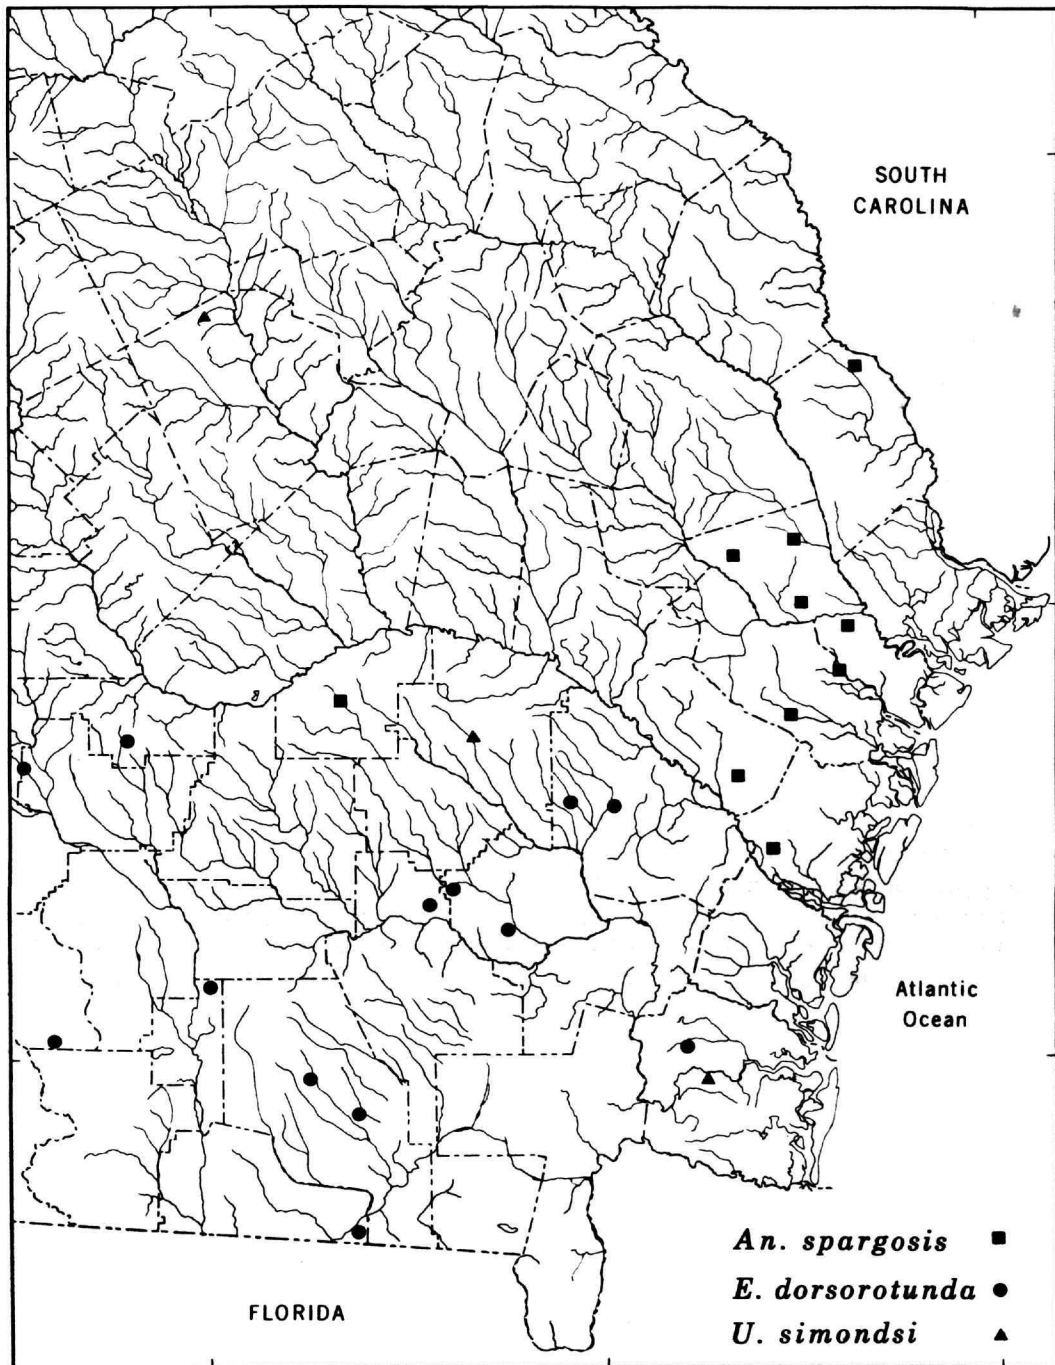 SOUTH
CAROLINA
Atlantic
Ocean
An. spargosis
E. dorsorotunda
U. simondsi
FLORIDA